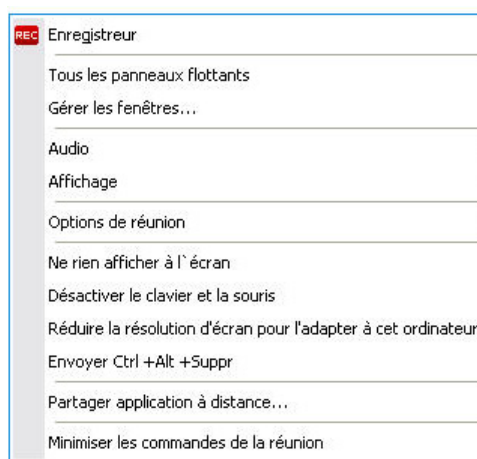 REC Enregistreur
Tous les panneaux flottants
Gérer les fenêtres...
Audio
Affichage
Options de réunion
Ne rien afficher à l`écran
Désactiver le clavier et la souris
Réduire la résolution d'écran pour l'adapter à cet ordinateur
Envoyer Ctrl +Alt +Suppr
Partager application à distance...
Minimiser les commandes de la réunion